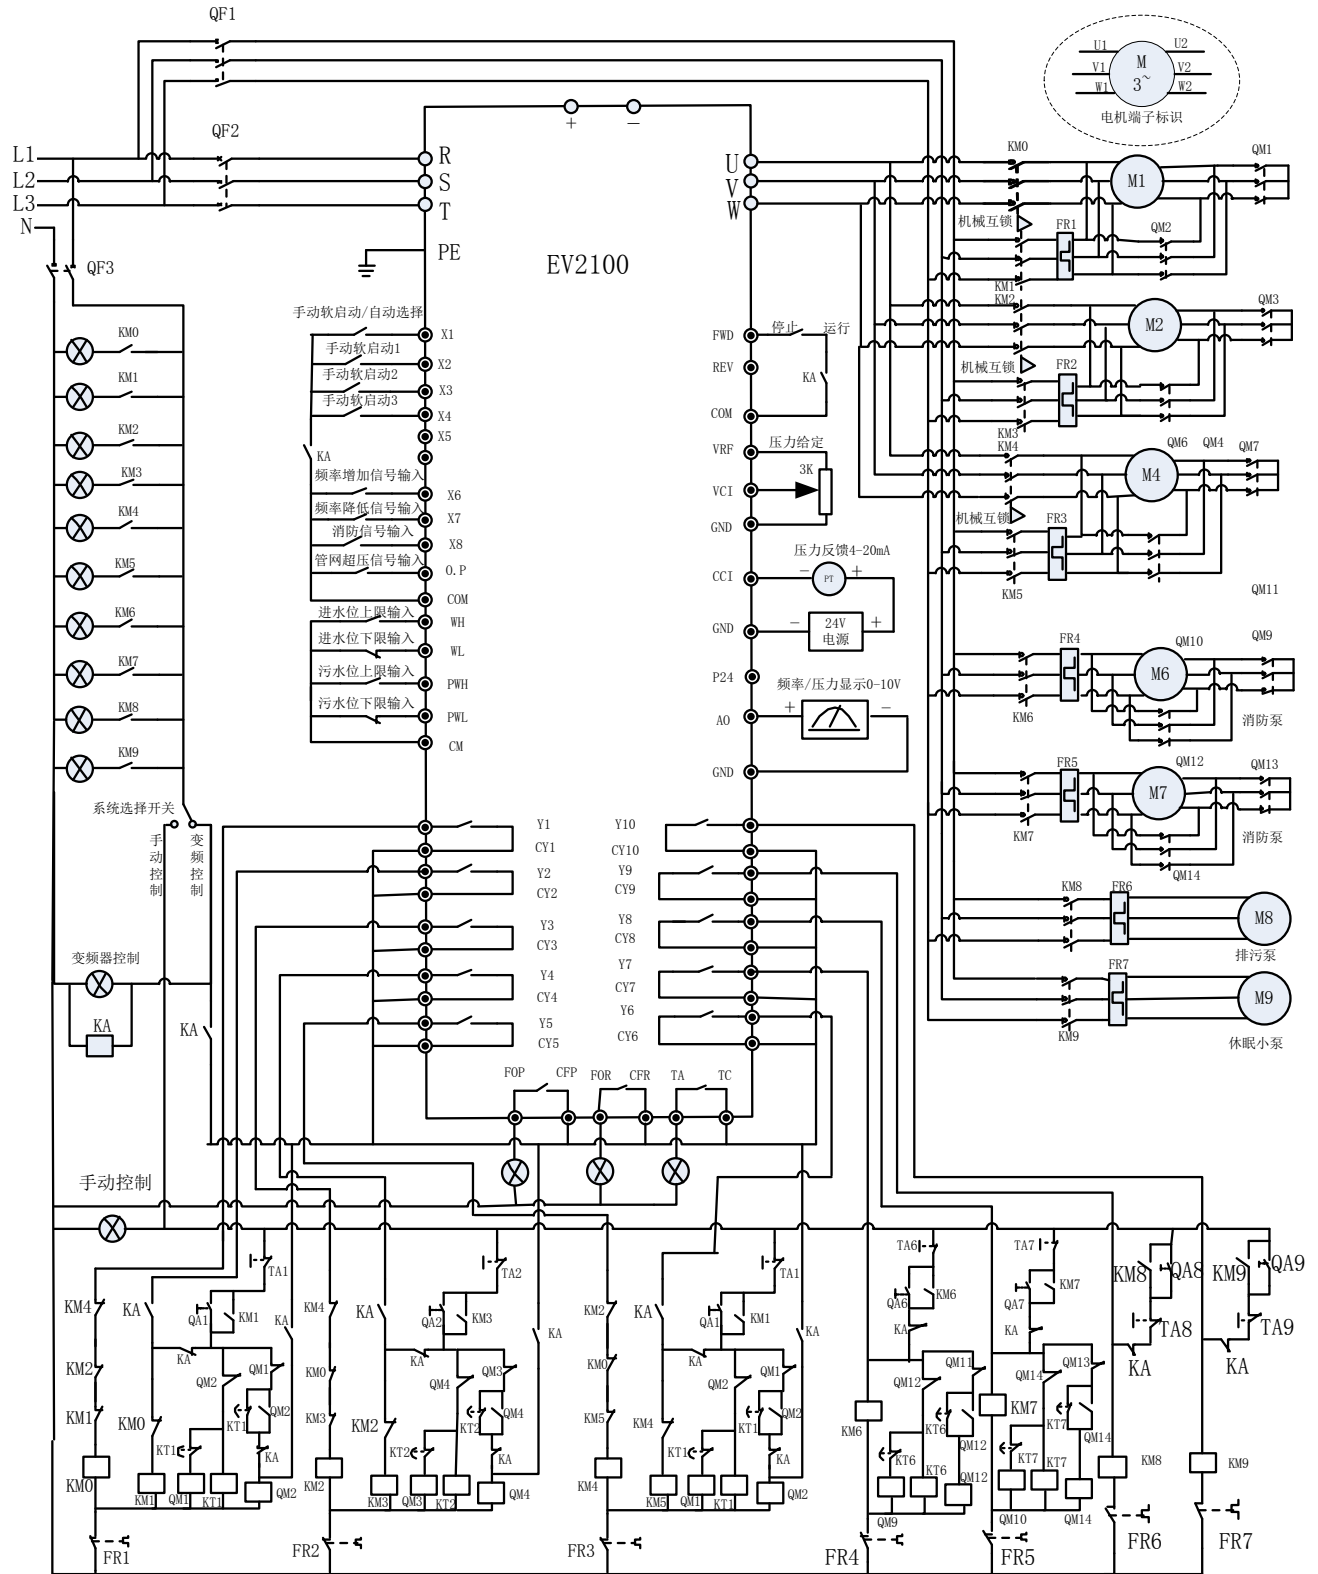 QF1
U1 U2
M
V1 V2
3~
W1 W2
电机端子标识
QF2
L1
L2
L3
N
R
S
T
PE
+ −
EV2100
U
V
W
KM0
M1
QM1
机械互锁
FR1
QM2
KM1
QF3
手动软启动/自动选择
X1
手动软启动1
X2
手动软启动2
X3
手动软启动3
X4
X5
KA
频率增加信号输入
X6
频率降低信号输入
X7
消防信号输入
X8
管网超压信号输入
O.P
COM
进水位上限输入
WH
进水位下限输入
WL
污水位上限输入
PWH
污水位下限输入
PWL
CM
FWD
停止 运行
REV
KA
COM
VRF
压力给定
3K
VCI
GND
压力反馈4-20mA
CCI
− PT +
GND
− 24V +
电源
P24
频率/压力显示0-10V
AO
+ −
GND
KM2
M2
QM3
机械互锁
FR2
KM3
KM4
QM6 QM4 QM7
M4
机械互锁
FR3
KM5
QM11
FR4
QM10
QM9
M6
KM6
消防泵
FR5
QM12
QM13
M7
KM7
消防泵
QM14
KM8
FR6
M8
排污泵
FR7
M9
KM9
休眠小泵
KM0
KM1
KM2
KM3
KM4
KM5
KM6
KM7
KM8
KM9
系统选择开关
手动控制
变频控制
变频器控制
KA
KA
Y1
CY1
Y2
CY2
Y3
CY3
Y4
CY4
Y5
CY5
Y10
CY10
Y9
CY9
Y8
CY8
Y7
CY7
Y6
CY6
FOP CFP FOR CFR TA TC
手动控制
TA1
KM4
KA
QA1
KM1
KA
KM2
KA
QM2
QM1
KM1
KM0
KT1
QM2
KT1
KA
KM0
KM1
QM1
KT1
QM2
FR1
TA2
KM4
KA
QA2
KM3
KA
KM0
KA
QM4
QM3
KM3
KM2
KT2
QM4
KT2
KA
KM2
KM3
QM3
KT2
QM4
FR2
TA1
KM2
KA
QA1
KM1
KA
KM0
KA
QM2
QM1
KM5
KM4
KT1
QM2
KT1
KA
KM4
KM5
QM1
KT1
QM2
FR3
TA6
QA6
KM6
KA
QM12
QM11
KM6
KT6
QM12
KT6
KT6
QM12
QM9
FR4
TA7
QA7
KM7
KA
QM14
QM13
KM7
KT7
QM14
KT7
KT7
QM10
QM14
FR5
KM8
QA8
TA8
KA
KM8
FR6
KM9
QA9
TA9
KA
KM9
FR7